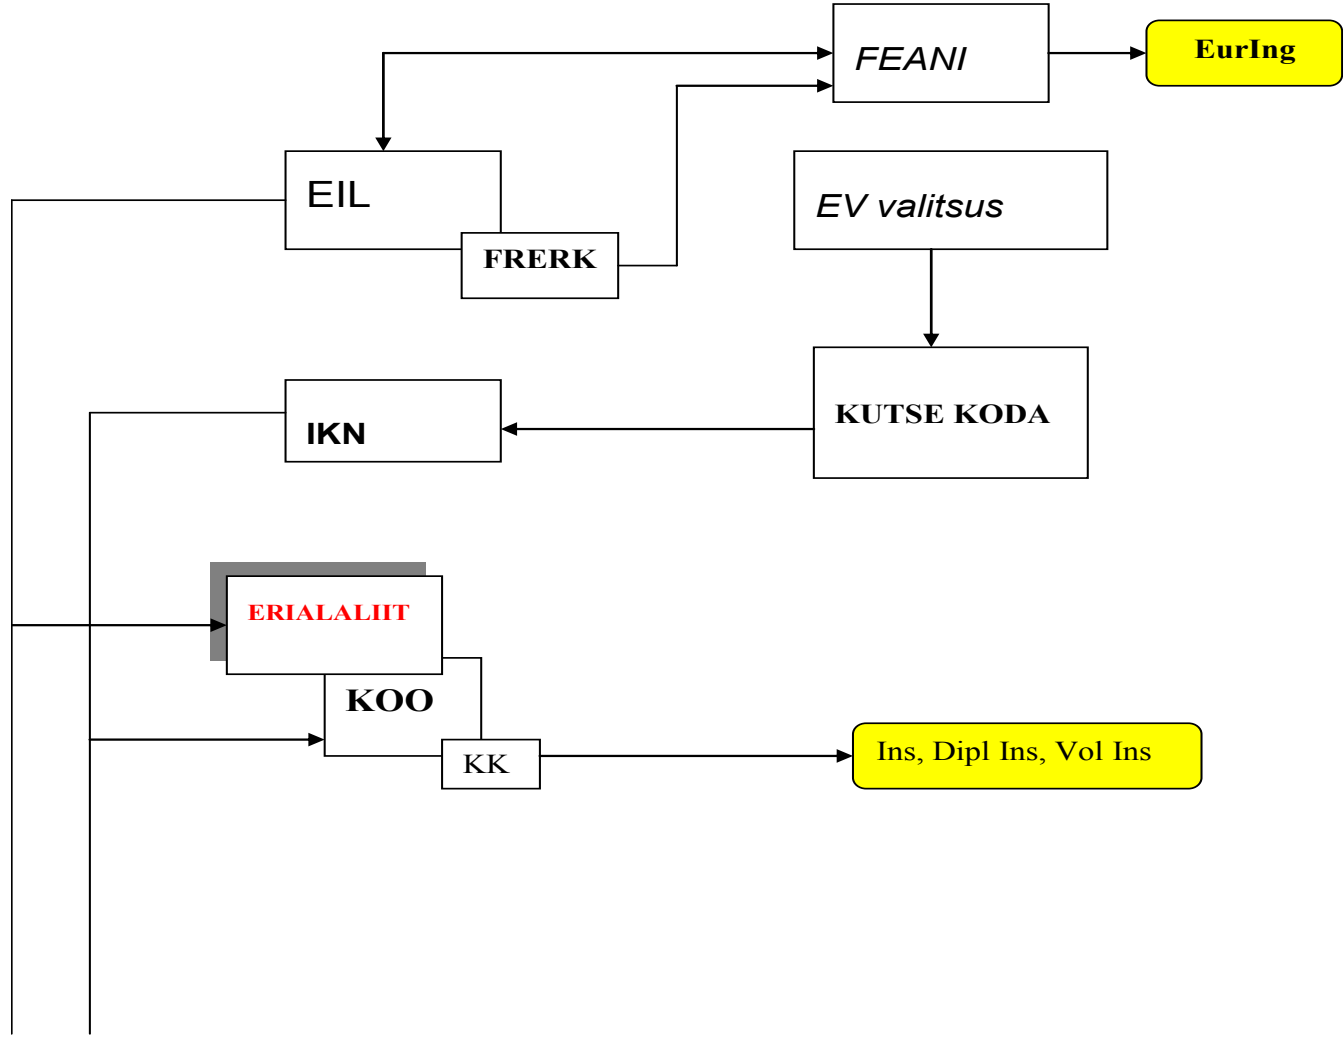 FEANI
EurIng
EIL
EV valitsus
FRERK
KUTSE KODA
IKN
ERIALALIIT
KOO
KK
Ins, Dipl Ins, Vol Ins